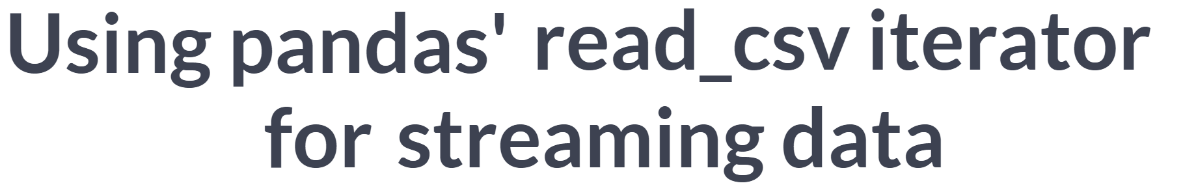 Using pandas' read_csv iterator
for streaming data